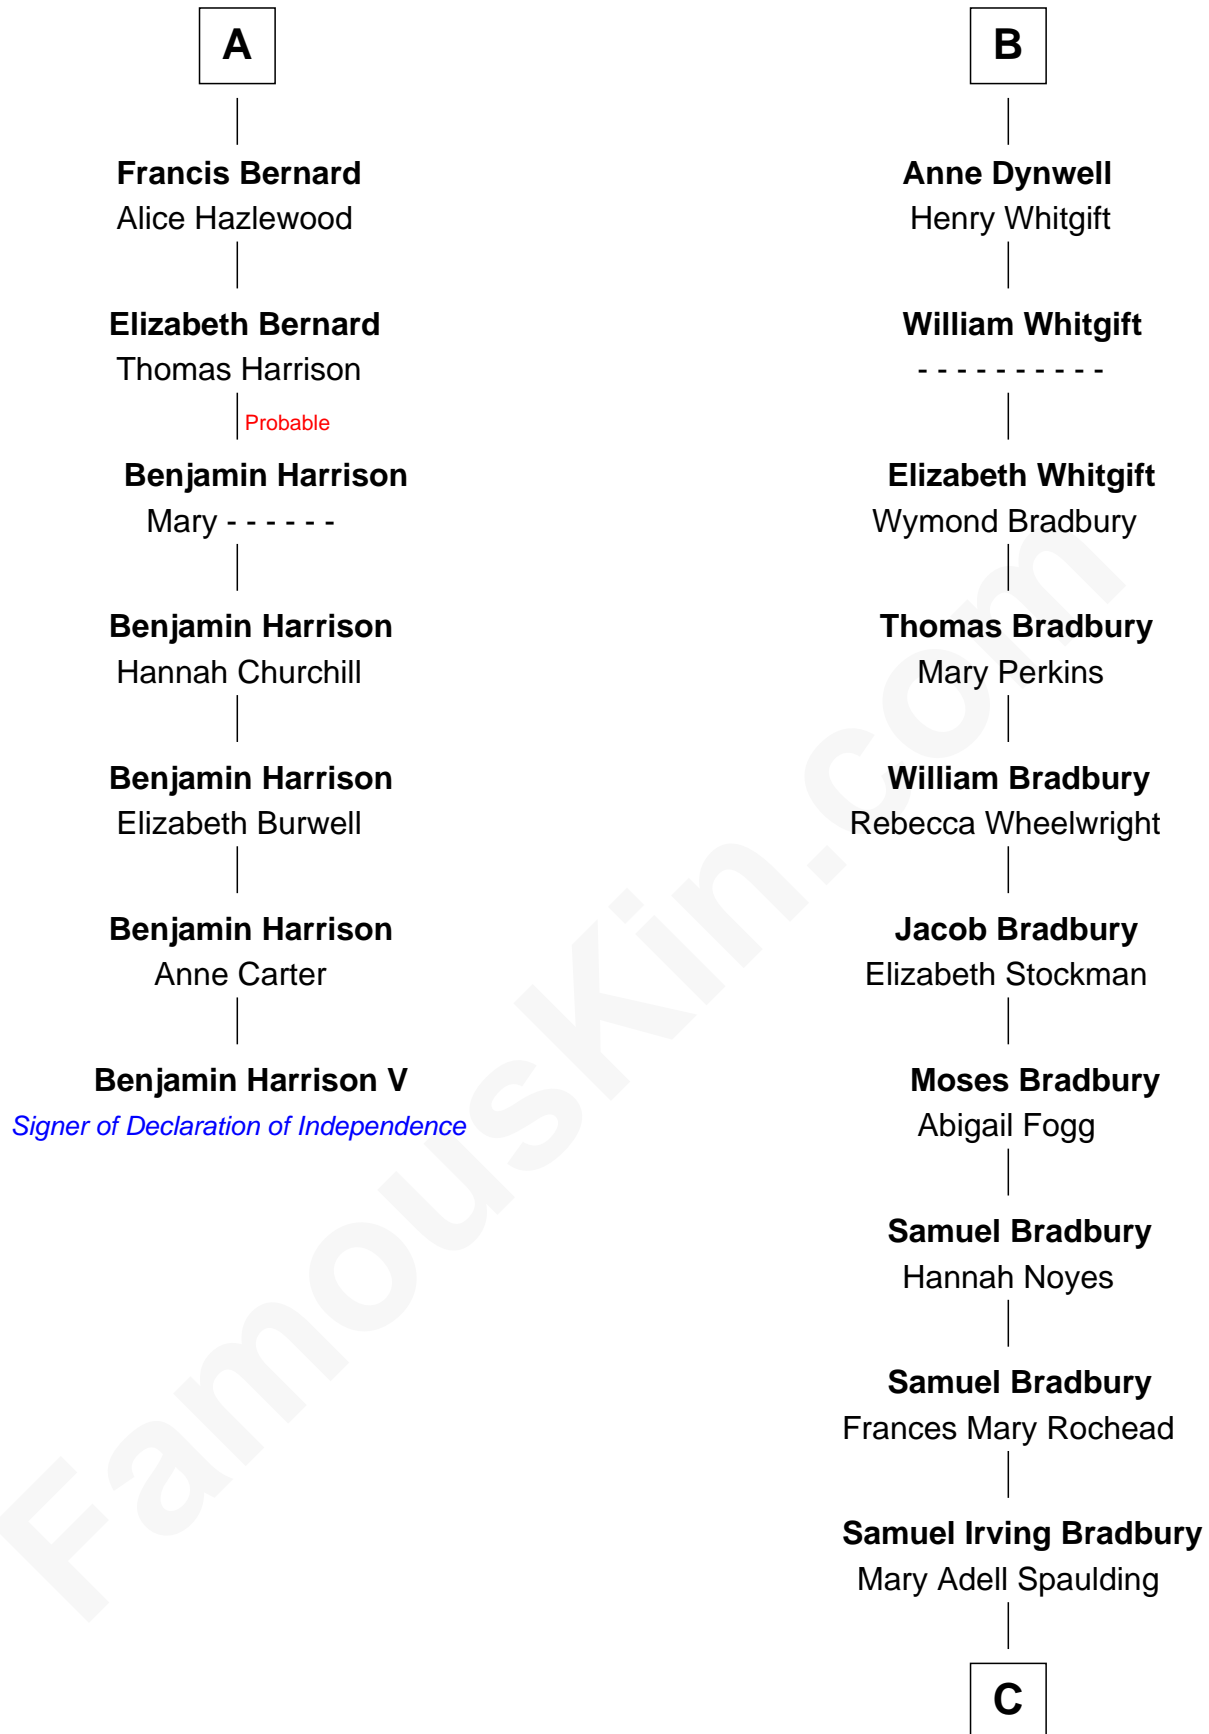 A
Francis Bernard
Alice Hazlewood
Elizabeth Bernard
Thomas Harrison
Probable
Benjamin Harrison
Mary - - - - - -
Benjamin Harrison
Hannah Churchill
Benjamin Harrison
Elizabeth Burwell
Benjamin Harrison
Anne Carter
Benjamin Harrison V
Signer of Declaration of Independence
B
Anne Dynwell
Henry Whitgift
William Whitgift
- - - - - - - - - -
Elizabeth Whitgift
Wymond Bradbury
Thomas Bradbury
Mary Perkins
William Bradbury
Rebecca Wheelwright
Jacob Bradbury
Elizabeth Stockman
Moses Bradbury
Abigail Fogg
Samuel Bradbury
Hannah Noyes
Samuel Bradbury
Frances Mary Rochead
Samuel Irving Bradbury
Mary Adell Spaulding
C
FamousKin.com